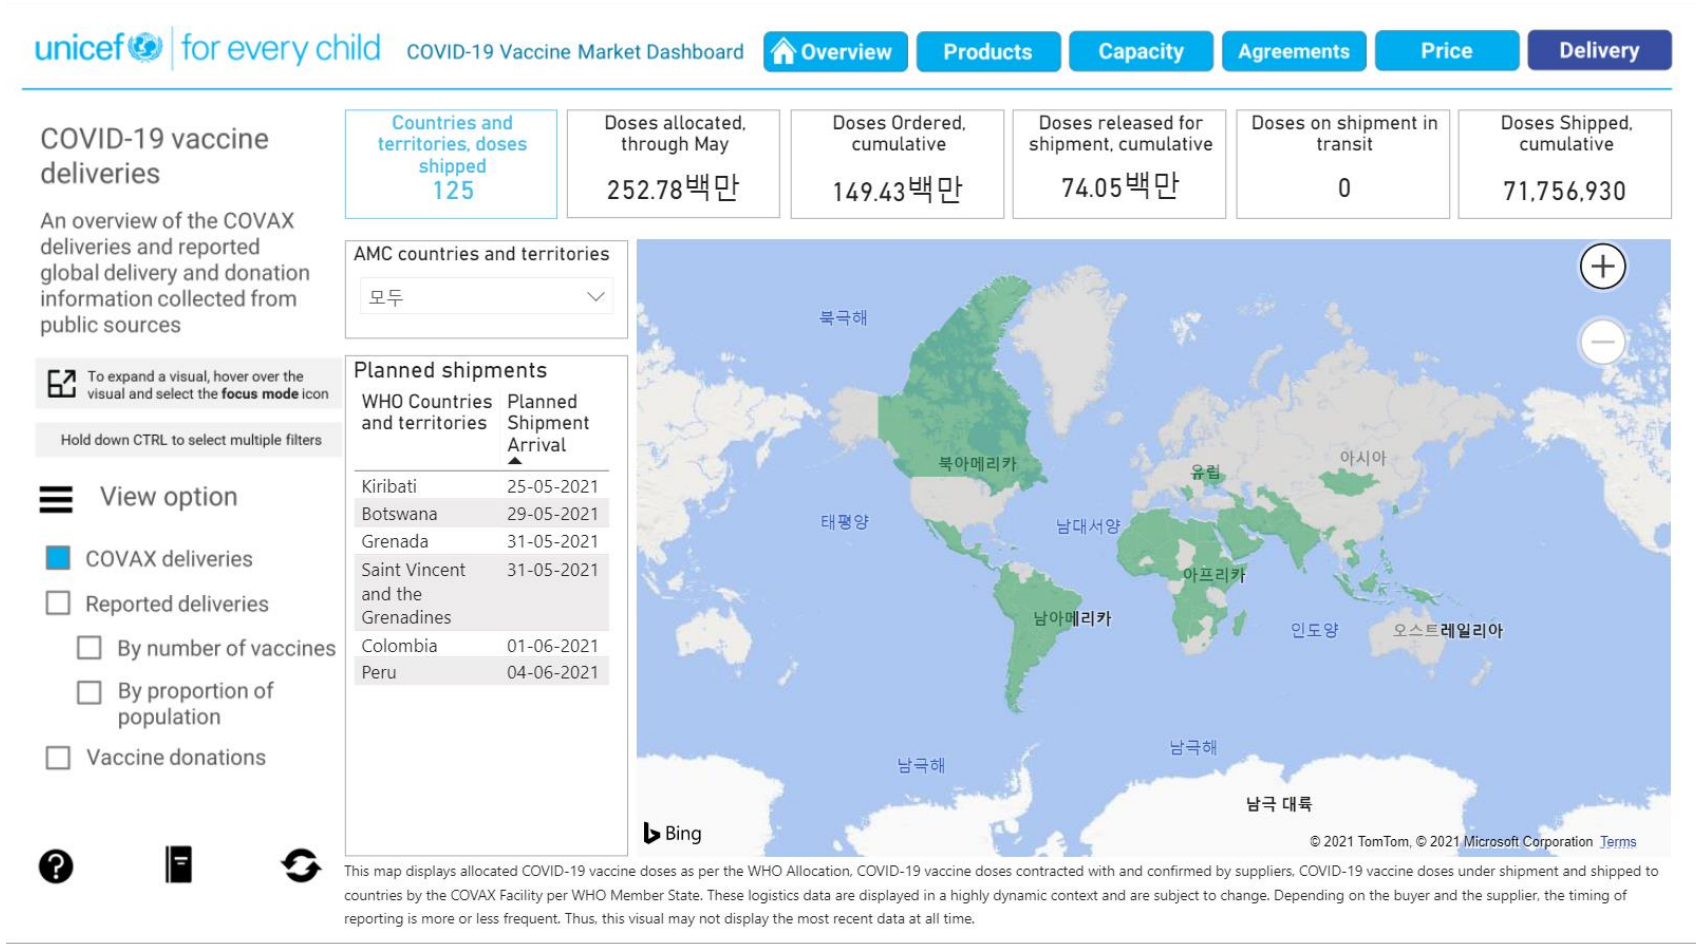 unicef for every child
COVID-19 Vaccine Market Dashboard
Overview
Products
Capacity
Agreements
Price
Delivery
COVID-19 vaccine
deliveries
An overview of the COVAX
deliveries and reported
global delivery and donation
information collected from
public sources
To expand a visual, hover over the
visual and select the focus mode icon
Hold down CTRL to select multiple filters
View option
COVAX deliveries
Reported deliveries
By number of vaccines
By proportion of
population
Vaccine donations
?
Countries and
territories, doses
shipped
125
Doses allocated,
through May
252.78백만
Doses Ordered,
cumulative
149.43백만
Doses released for
shipment, cumulative
74.05백만
Doses on shipment in
transit
0
Doses Shipped,
cumulative
71,756,930
AMC countries and territories
모두
Planned shipments
WHO Countries
and territories
Planned
Shipment
Arrival
Kiribati 25-05-2021
Botswana 29-05-2021
Grenada 31-05-2021
Saint Vincent 31-05-2021
and the
Grenadines
Colombia 01-06-2021
Peru 04-06-2021
북극해
북아메리카
유럽
아시아
태평양
남대서양
아프리카
남아메리카
인도양
오스트레일리아
남극해
남극해
남극 대륙
Bing
© 2021 TomTom, © 2021 Microsoft Corporation Terms
This map displays allocated COVID-19 vaccine doses as per the WHO Allocation, COVID-19 vaccine doses contracted with and confirmed by suppliers, COVID-19 vaccine doses under shipment and shipped to
countries by the COVAX Facility per WHO Member State. These logistics data are displayed in a highly dynamic context and are subject to change. Depending on the buyer and the supplier, the timing of
reporting is more or less frequent. Thus, this visual may not display the most recent data at all time.